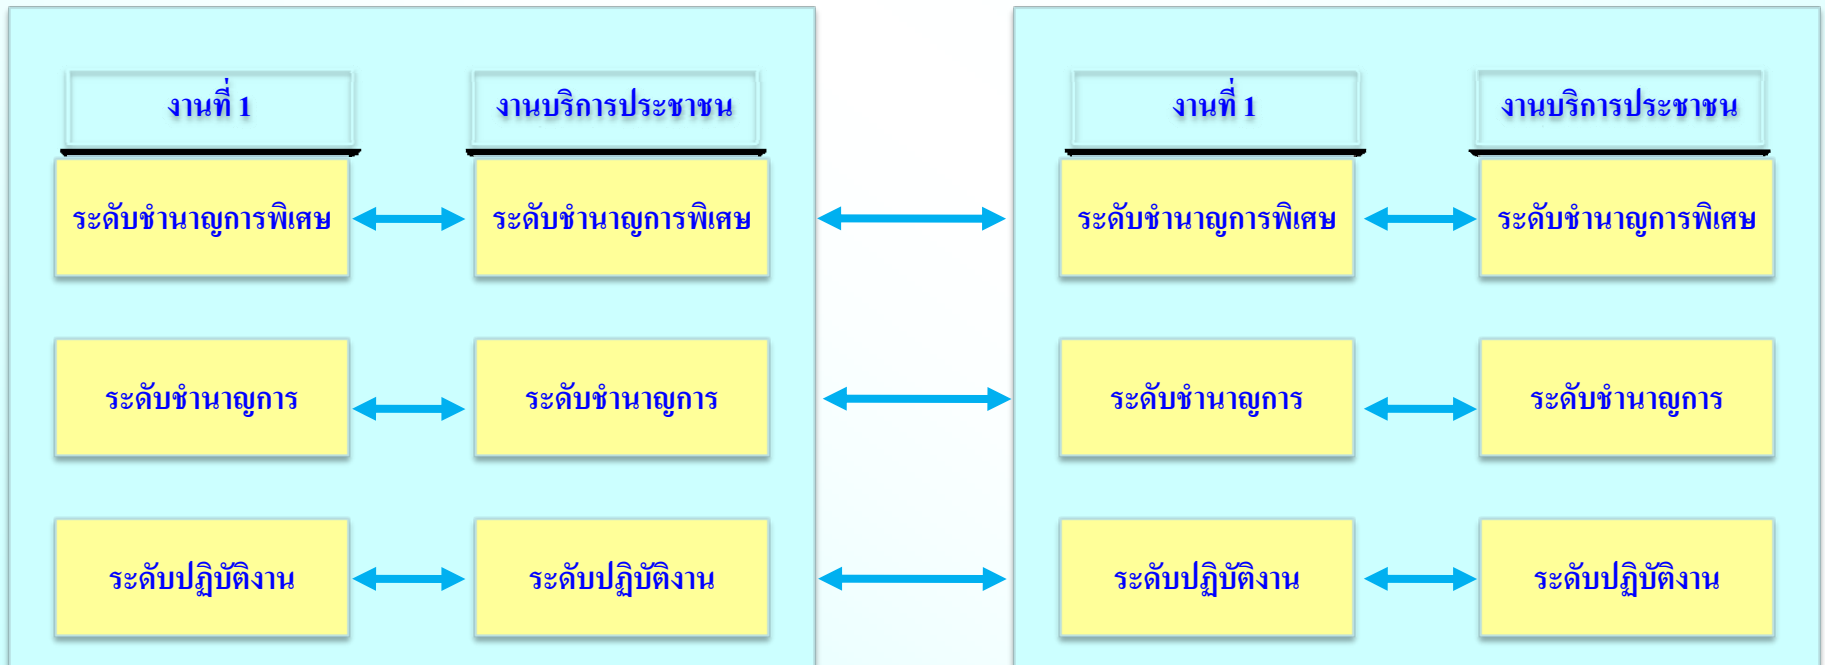 งานที่ 1 งานบริการประชาชน งานที่ 1 งานบริการประชาชน
ระดับชำนาญการพิเศษ ระดับชำนาญการพิเศษ ระดับชำนาญการพิเศษ ระดับชำนาญการพิเศษ
ระดับชำนาญการ ระดับชำนาญการ ระดับชำนาญการ ระดับชำนาญการ
ระดับปฏิบัติงาน ระดับปฏิบัติงาน ระดับปฏิบัติงาน ระดับปฏิบัติงาน